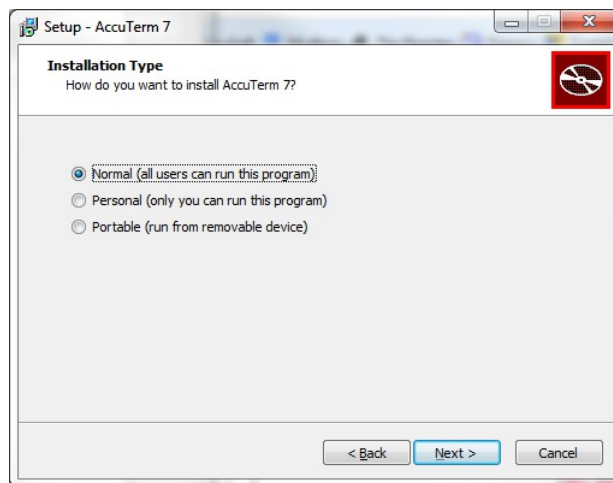 Setup - AccuTerm 7
Installation Type
How do you want to install AccuTerm 7?
Normal (all users can run this program)
Personal (only you can run this program)
Portable (run from removable device)
< Back
Next >
Cancel